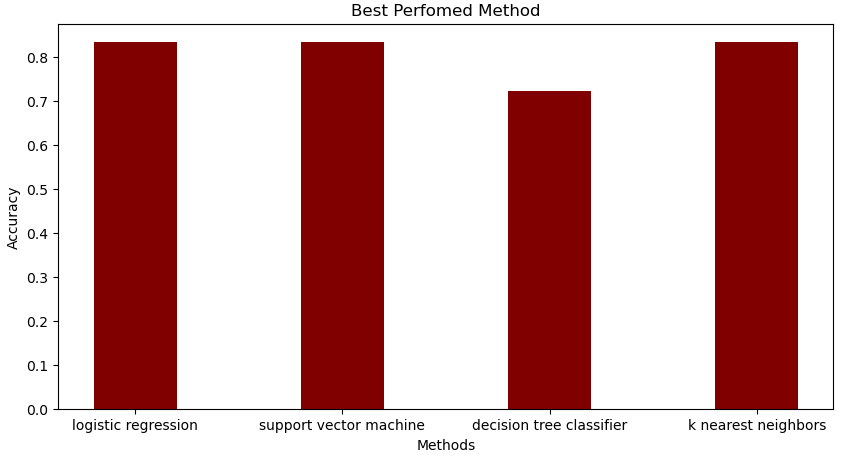 Best Perfomed Method
Accuracy
0.8
0.7
0.6
0.5
0.4
0.3
0.2
0.1
0.0
logistic regression
support vector machine
decision tree classifier
k nearest neighbors
Methods